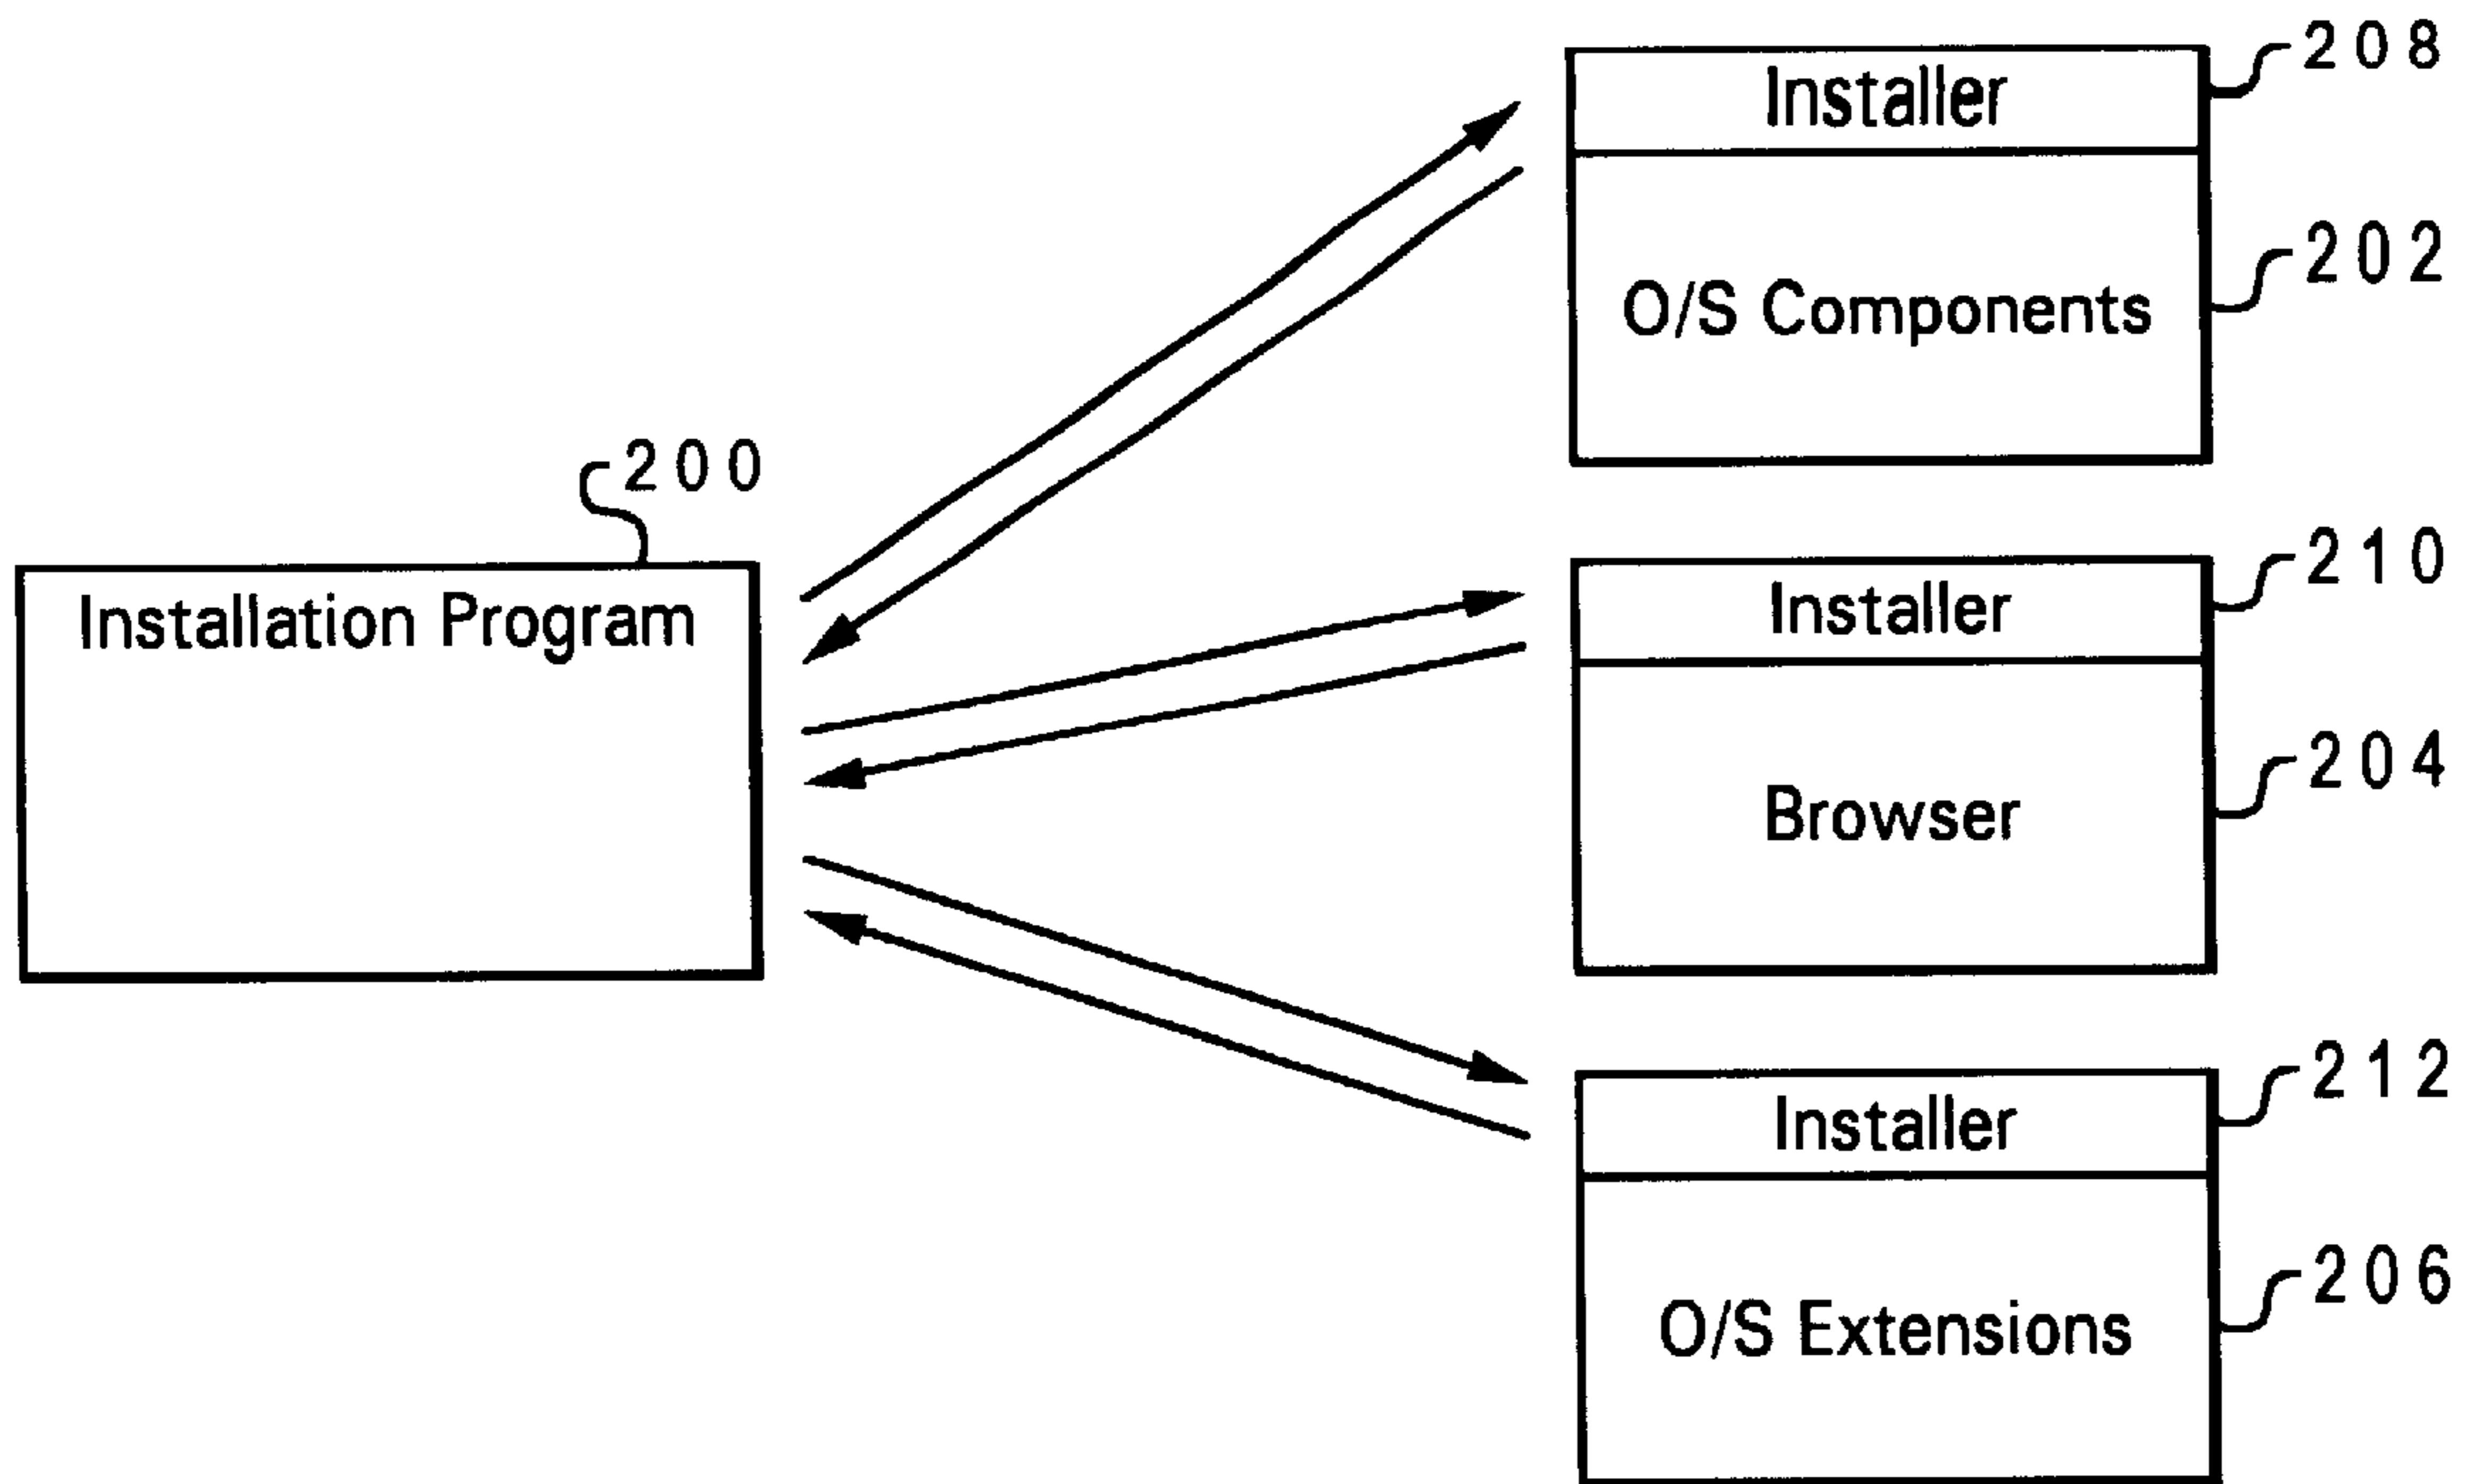 200
Installation Program
Installer
208
O/S Components
202
Installer
210
Browser
204
Installer
212
O/S Extensions
206